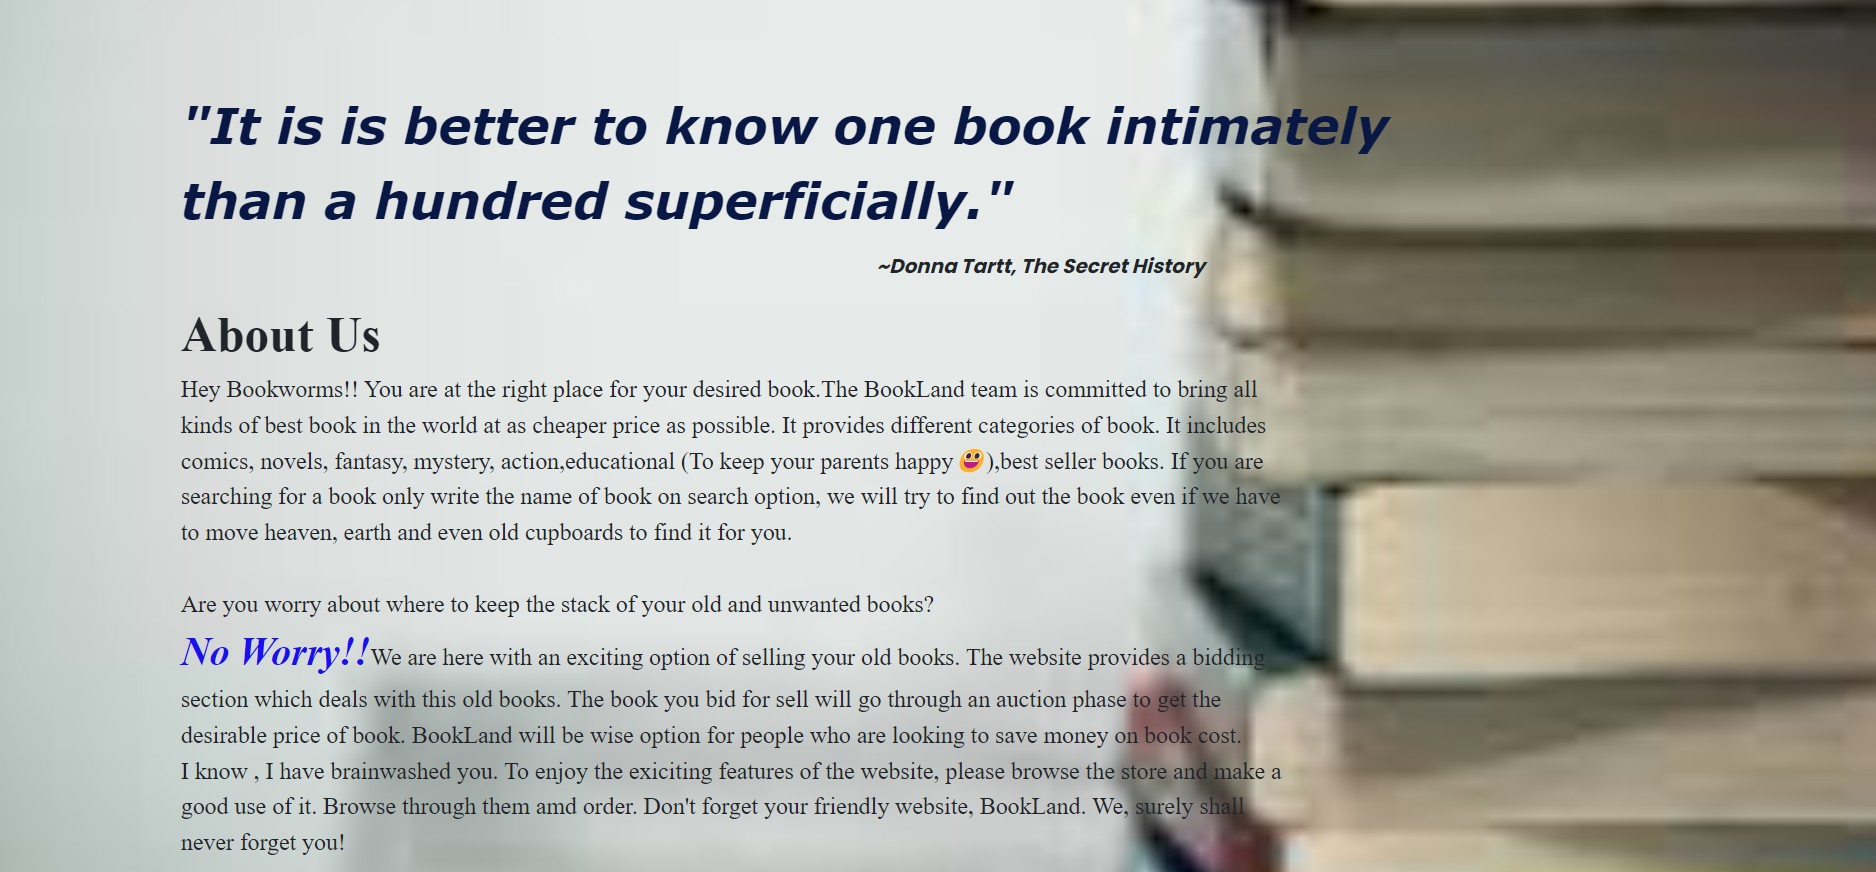 "It is is better to know one book intimately
than a hundred superficially."
~Donna Tartt, The Secret History
About Us
Hey Bookworms!! You are at the right place for your desired book.The BookLand team is committed to bring all
kinds of best book in the world at as cheaper price as possible. It provides different categories of book. It includes
comics, novels, fantasy, mystery, action,educational (To keep your parents happy 😃),best seller books. If you are
searching for a book only write the name of book on search option, we will try to find out the book even if we have
to move heaven, earth and even old cupboards to find it for you.
Are you worry about where to keep the stack of your old and unwanted books?
No Worry!!We are here with an exciting option of selling your old books. The website provides a bidding
section which deals with this old books. The book you bid for sell will go through an auction phase to get the
desirable price of book. BookLand will be wise option for people who are looking to save money on book cost.
I know , I have brainwashed you. To enjoy the exiciting features of the website, please browse the store and make a
good use of it. Browse through them amd order. Don't forget your friendly website, BookLand. We, surely shall
never forget you!